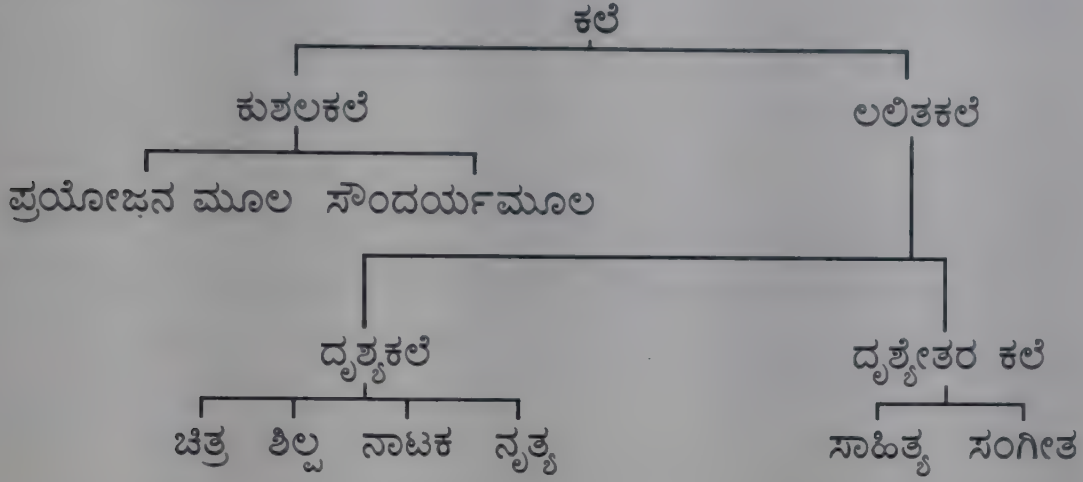 ಕಲೆ
ಕುಶಲಕಲೆ ಲಲಿತಕಲೆ
ಪ್ರಯೋಜನ ಮೂಲ ಸೌಂದರ್ಯಮೂಲ
ದೃಶ್ಯಕಲೆ ದೃಶ್ಯೇತರ ಕಲೆ
ಚಿತ್ರ ಶಿಲ್ಪ ನಾಟಕ ನೃತ್ಯ ಸಾಹಿತ್ಯ ಸಂಗೀತ